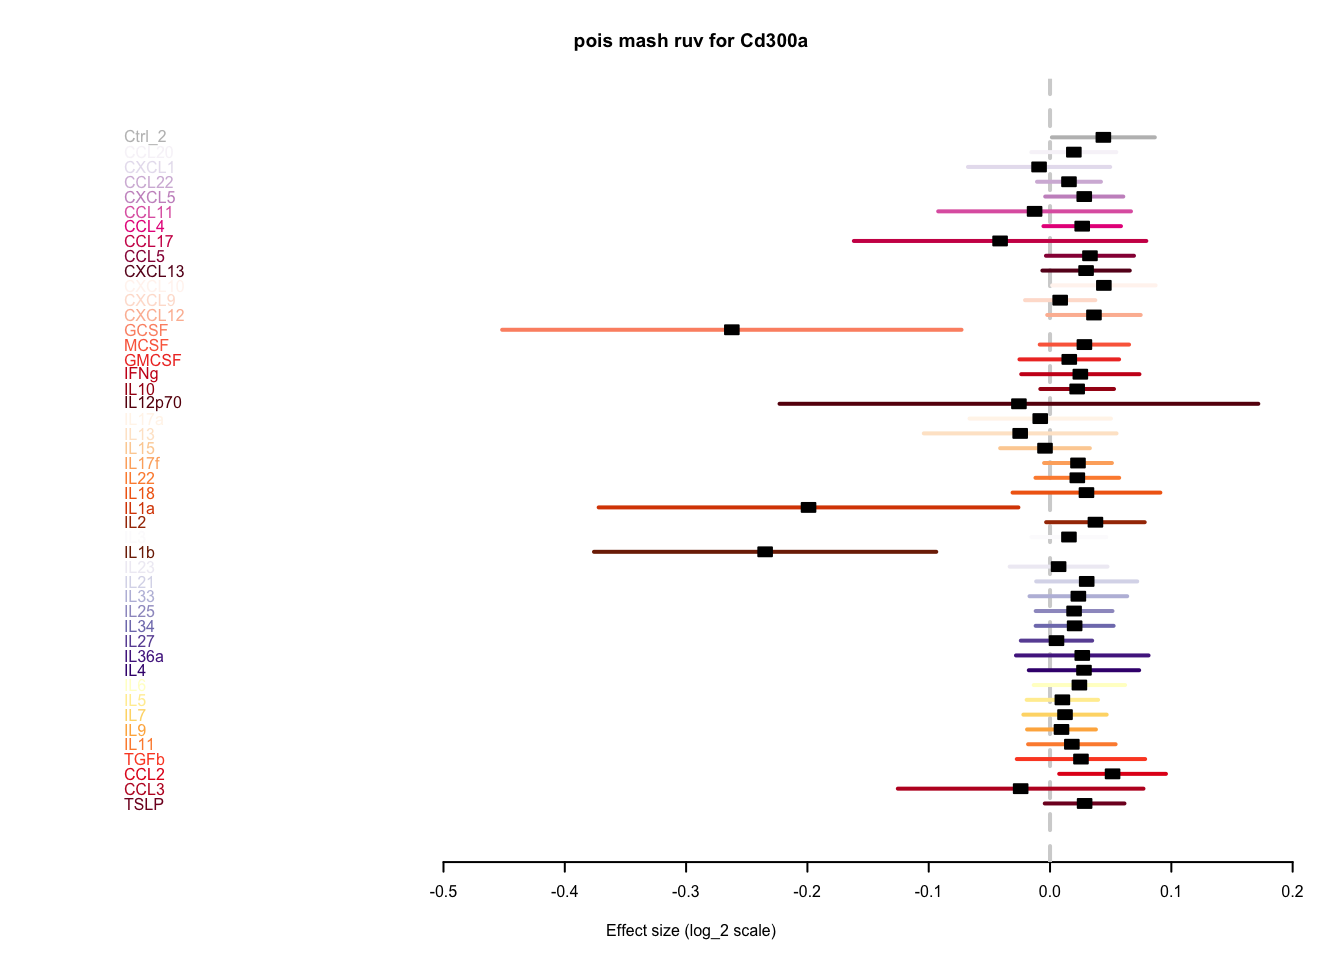 pois mash ruv for Cd300a
Ctrl_2
CCL20
CXCL1
CCL22
CXCL5
CCL11
CCL4
CCL17
CCL5
CXCL13
CXCL10
CXCL9
CXCL12
GCSF
MCSF
GMCSF
IFNg
IL10
IL12p70
IL17a
IL13
IL15
IL17f
IL22
IL18
IL1a
IL2
IL1b
IL23
IL21
IL33
IL25
IL34
IL27
IL36a
IL4
IL6
IL5
IL7
IL9
IL11
TGFb
CCL2
CCL3
TSLP
-0.5 -0.4 -0.3 -0.2 -0.1 0.0 0.1 0.2
Effect size (log_2 scale)